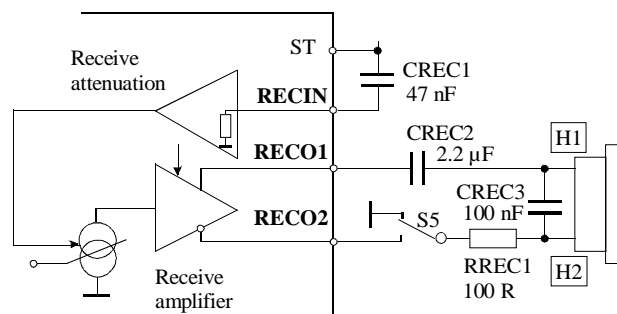 ST
Receive
attenuation
RECIN
CREC1
47 nF
RECO1
CREC2
2.2 µF
H1
CREC3
100 nF
RECO2
S5
RREC1
100 R
H2
Receive
amplifier